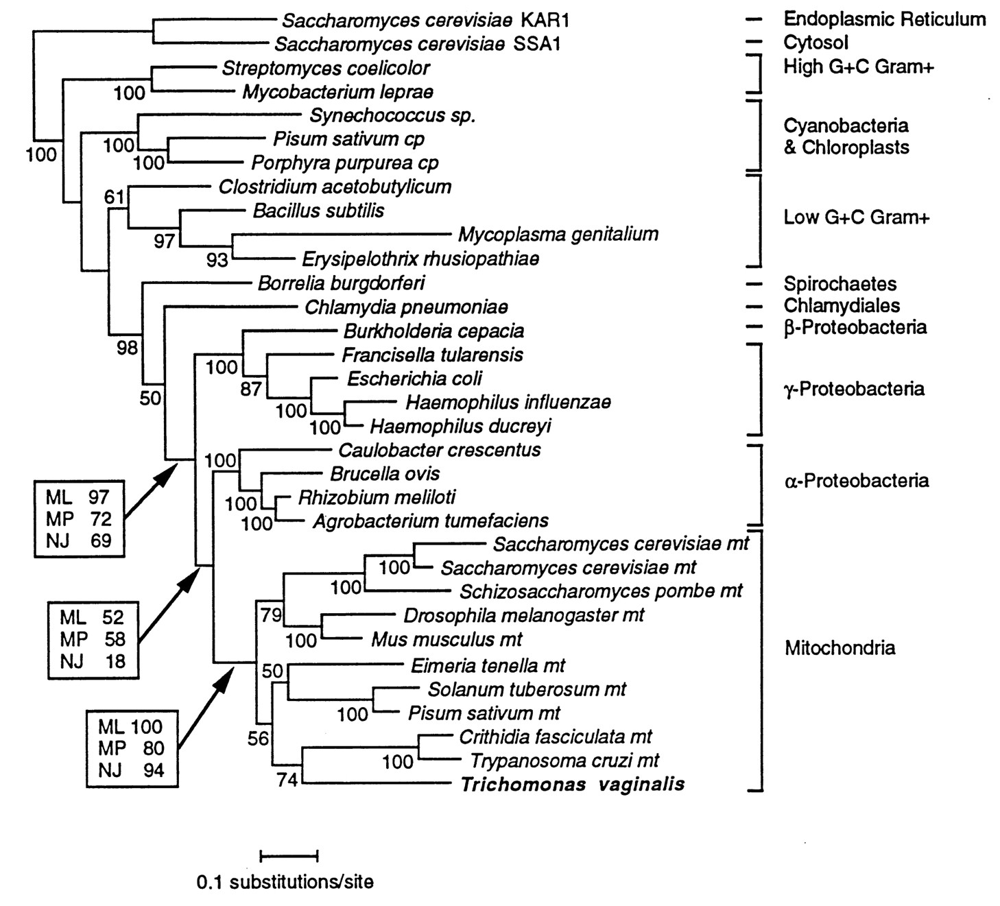 Saccharomyces cerevisiae KAR1 – Endoplasmic Reticulum
Saccharomyces cerevisiae SSA1 – Cytosol
Streptomyces coelicolor High G+C Gram+
100 Mycobacterium leprae
Synechococcus sp.
Cyanobacteria
100 Pisum sativum cp
& Chloroplasts
100
100 Porphyra purpurea cp
Clostridium acetobutylicum
61
Bacillus subtilis
Low G+C Gram+
97 Mycoplasma genitalium
93 Erysipelothrix rhusiopathiae
Borrelia burgdorferi – Spirochaetes
Chlamydia pneumoniae – Chlamydiales
Burkholderia cepacia – β-Proteobacteria
98
Francisella tularensis
100
Escherichia coli
87 γ-Proteobacteria
50
Haemophilus influenzae
100
100 Haemophilus ducreyi
Caulobacter crescentus
100
Brucella ovis
α-Proteobacteria
Rhizobium meliloti
100
100 Agrobacterium tumefaciens
ML 97
MP 72
NJ 69
Saccharomyces cerevisiae mt
100 Saccharomyces cerevisiae mt
100 Schizosaccharomyces pombe mt
79 Drosophila melanogaster mt
100 Mus musculus mt
Mitochondria
ML 52
MP 58
NJ 18
50 Eimeria tenella mt
Solanum tuberosum mt
100 Pisum sativum mt
56 Crithidia fasciculata mt
100 Trypanosoma cruzi mt
74 Trichomonas vaginalis
ML 100
MP 80
NJ 94
0.1 substitutions/site